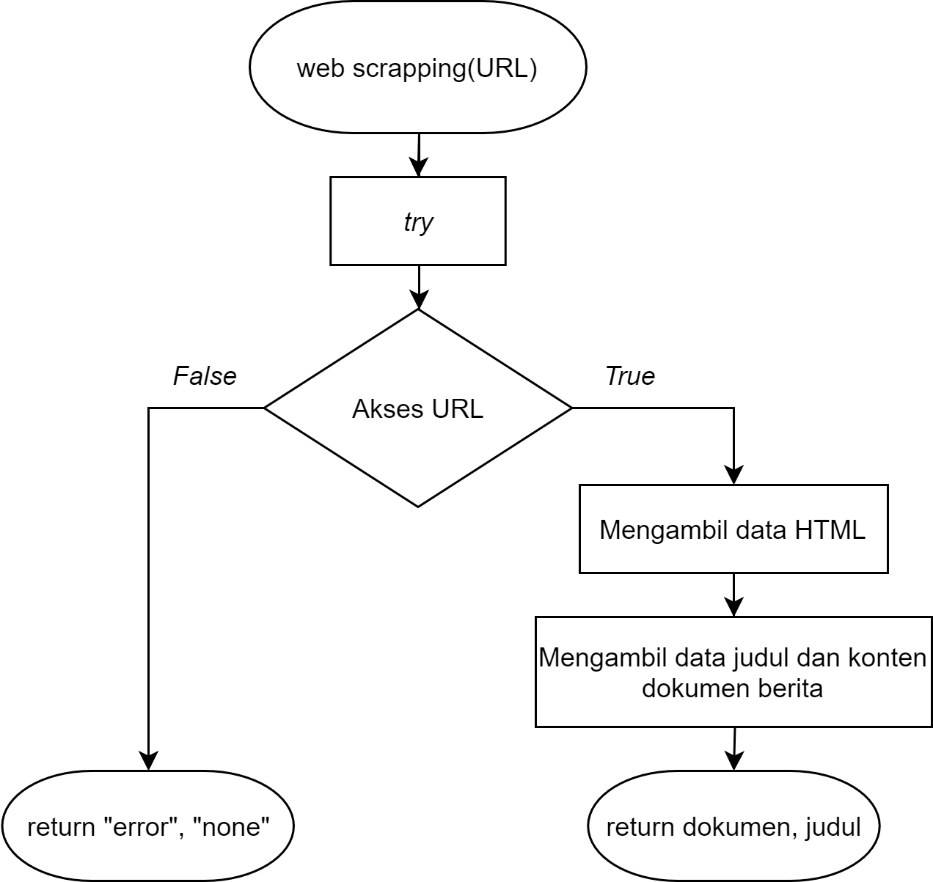 web scrapping(URL)
try
False
True
Akses URL
Mengambil data HTML
Mengambil data judul dan konten
dokumen berita
return "error", "none"
return dokumen, judul